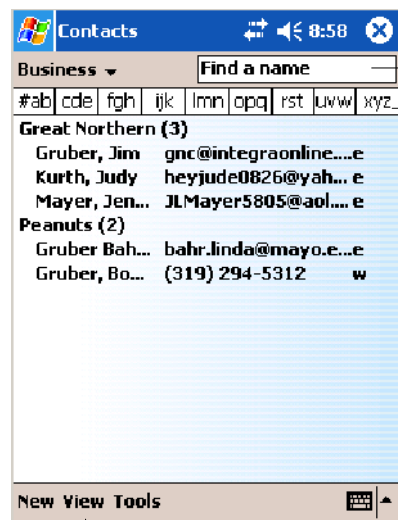 Contacts 8:58
Business Find a name
#ab cde fgh ijk lmn opq rst uvw xyz
Great Northern (3)
Gruber, Jim gnc@integraonline....e
Kurth, Judy heyjude0826@yah... e
Mayer, Jen... JLMayer5805@aol.... e
Peanuts (2)
Gruber Bah... bahr.linda@mayo.e...e
Gruber, Bo... (319) 294-5312 w
New View Tools